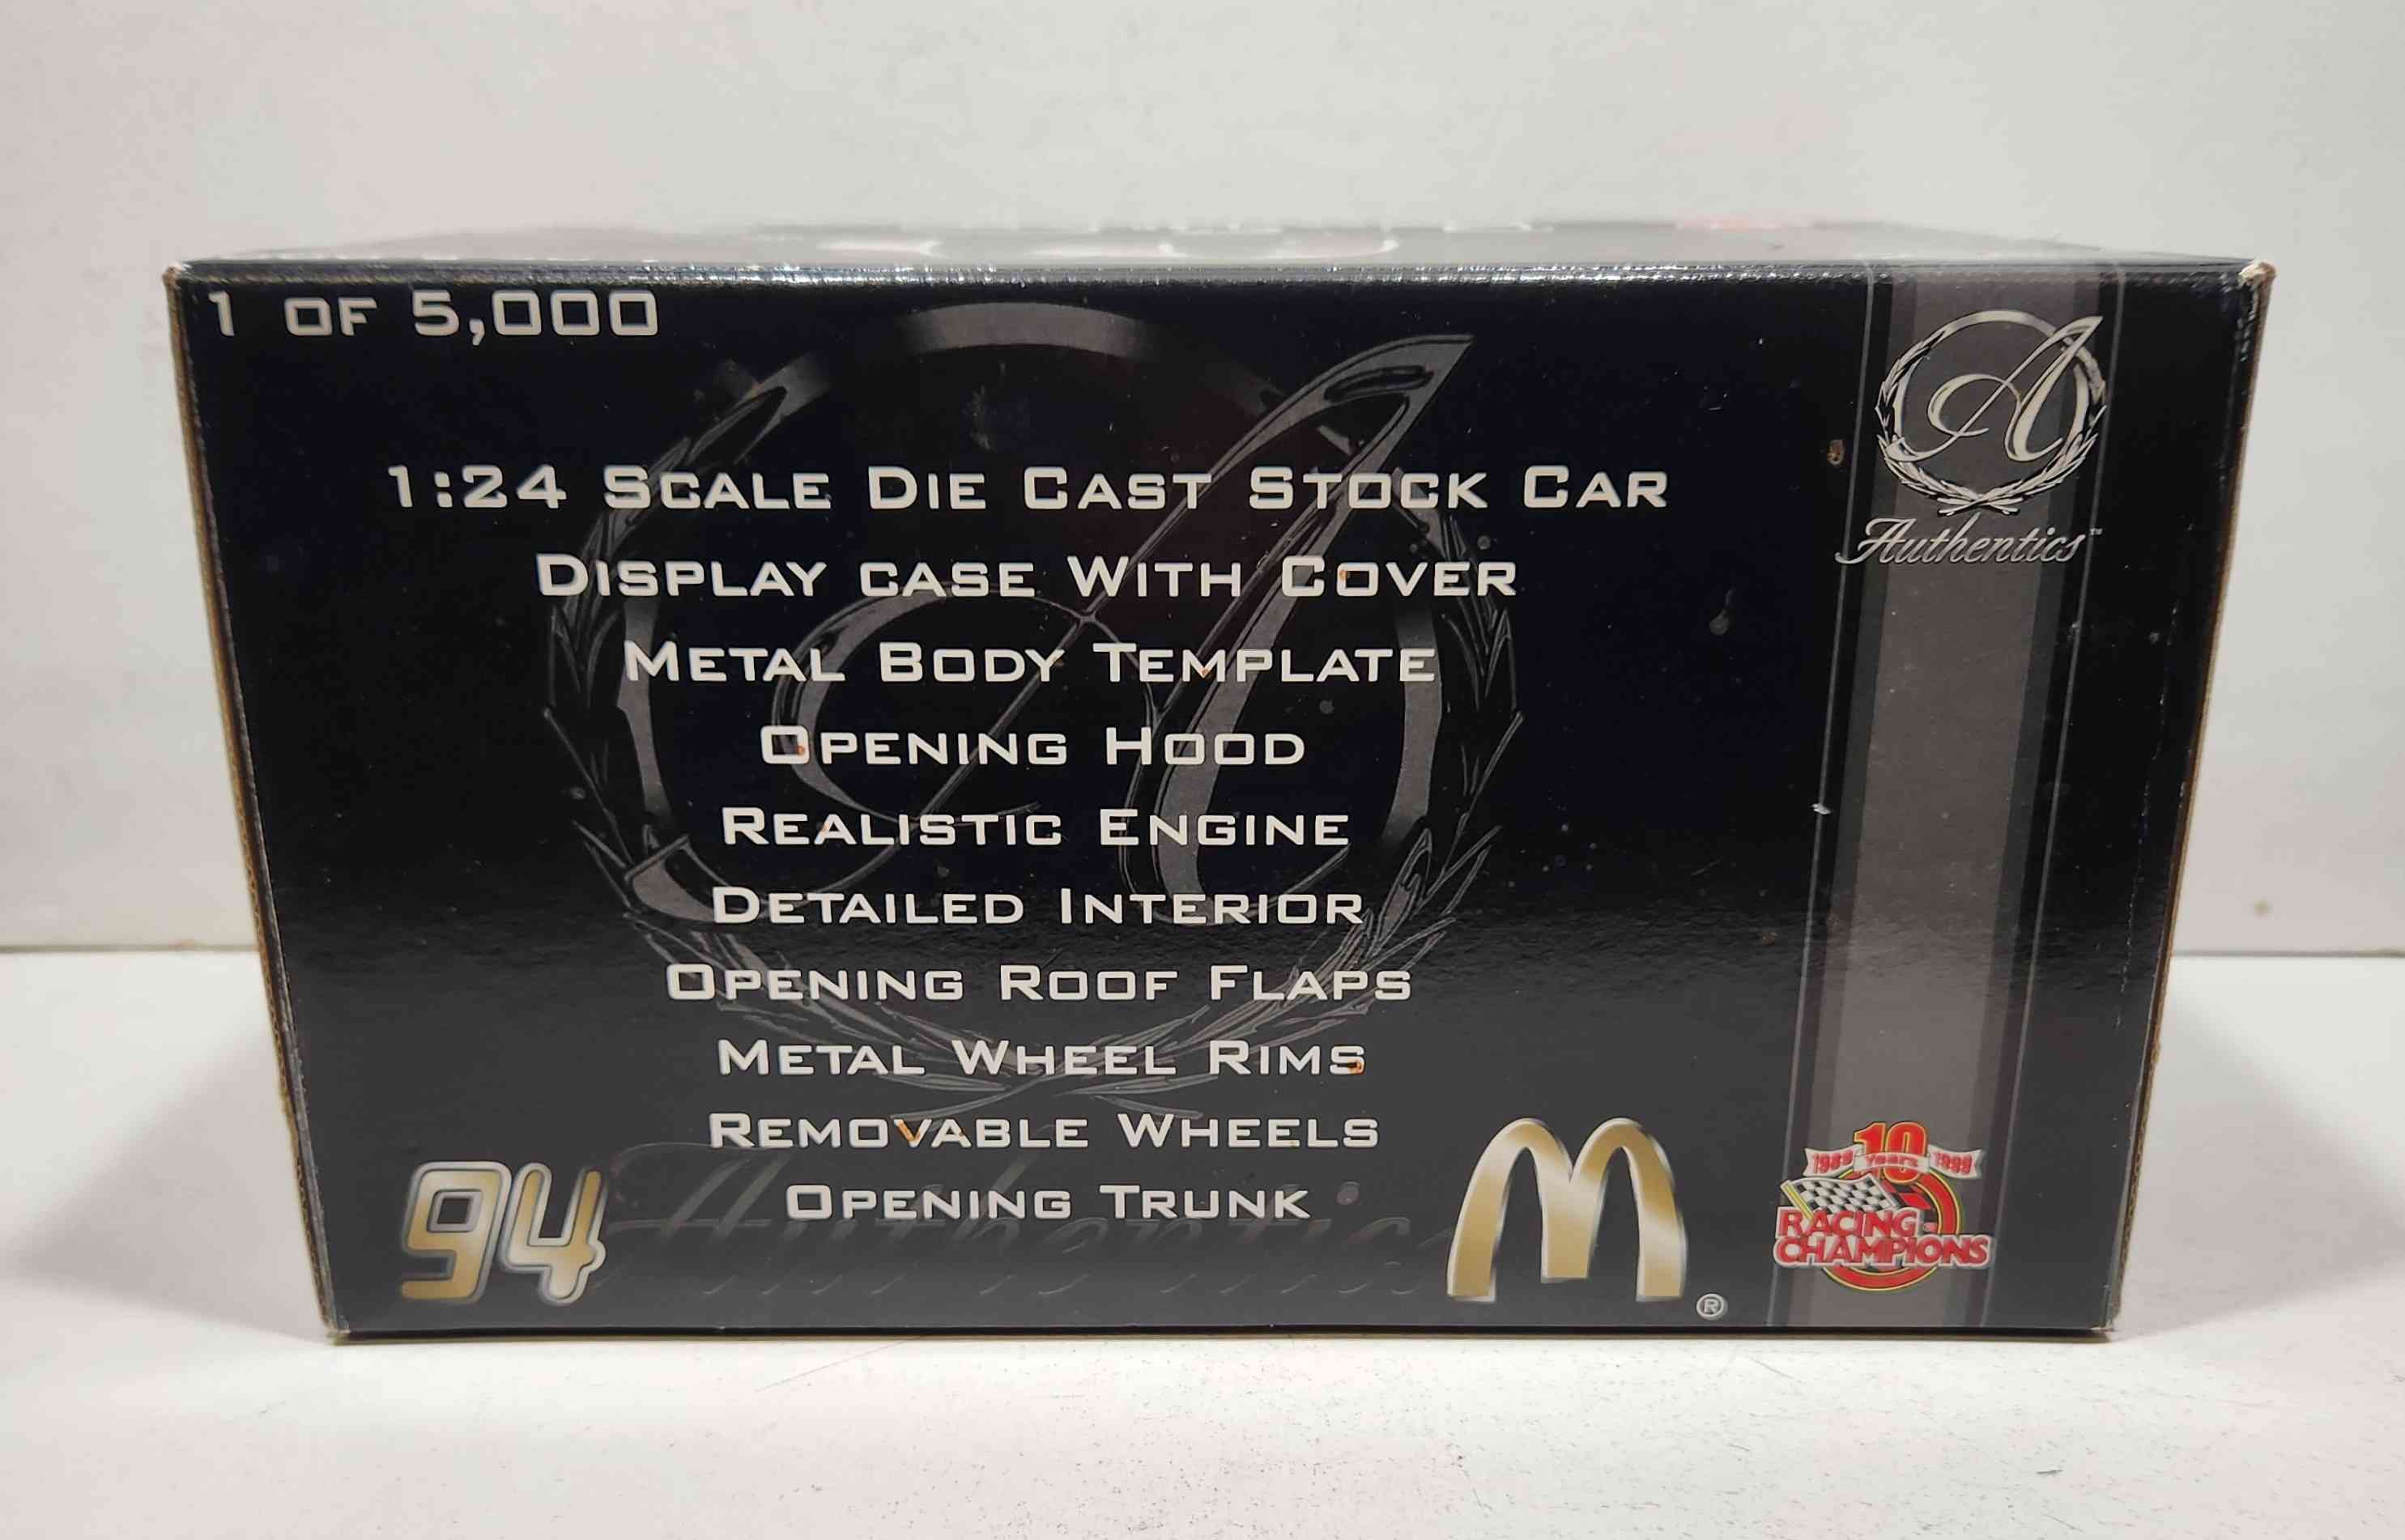 1 OF 5,000
A
Authentics™
1:24 SCALE DIE CAST STOCK CAR
DISPLAY CASE WITH COVER
METAL BODY TEMPLATE
OPENING HOOD
REALISTIC ENGINE
DETAILED INTERIOR
OPENING ROOF FLAPS
METAL WHEEL RIMS
REMOVABLE WHEELS
OPENING TRUNK
Authentics
94
M®
10
1989 Years 1999
RACING
CHAMPIONS